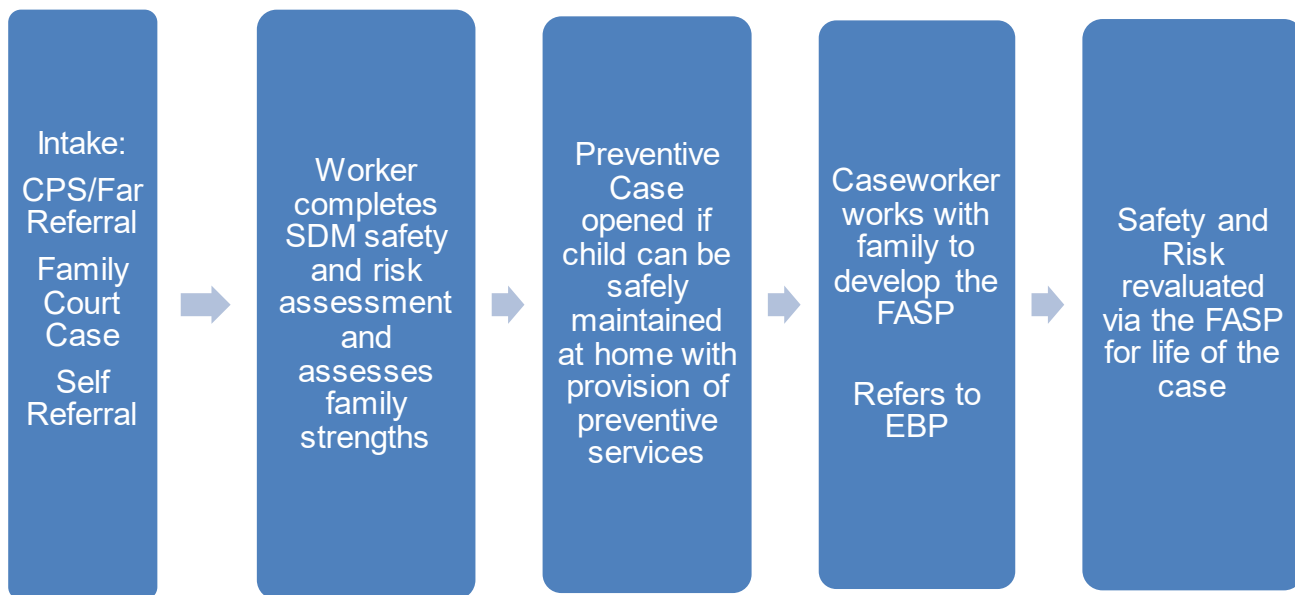 Intake:
CPS/Far
Referral
Family
Court
Case
Self
Referral
Worker
completes
SDM safety
and risk
assessment
and
assesses
family
strengths
Preventive
Case
opened if
child can be
safely
maintained
at home with
provision of
preventive
services
Caseworker
works with
family to
develop the
FASP
Refers to
EBP
Safety and
Risk
revaluated
via the FASP
for life of the
case